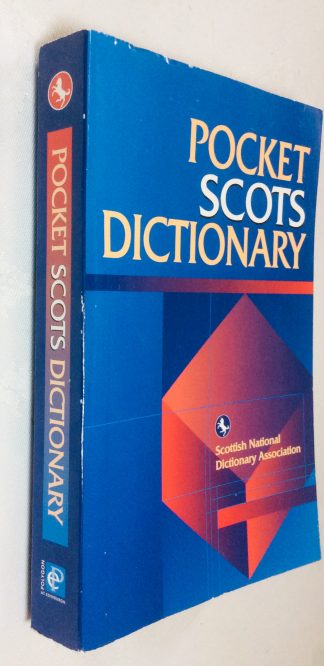 POCKET
SCOTS
DICTIONARY
Scottish National
Dictionary Association
POCKET SCOTS DICTIONARY